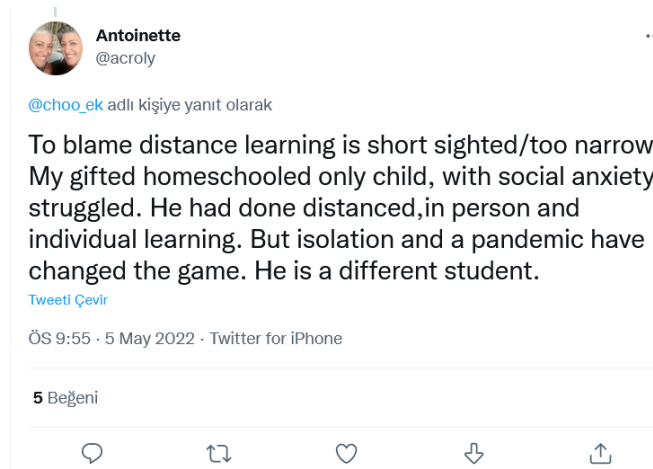 Antoinette
@acroly
@choo_ek adlı kişiye yanıt olarak
To blame distance learning is short sighted/too narrow
My gifted homeschooled only child, with social anxiety
struggled. He had done distanced,in person and
individual learning. But isolation and a pandemic have
changed the game. He is a different student.
Tweeti Çevir
ÖS 9:55 · 5 May 2022 · Twitter for iPhone
5 Beğeni